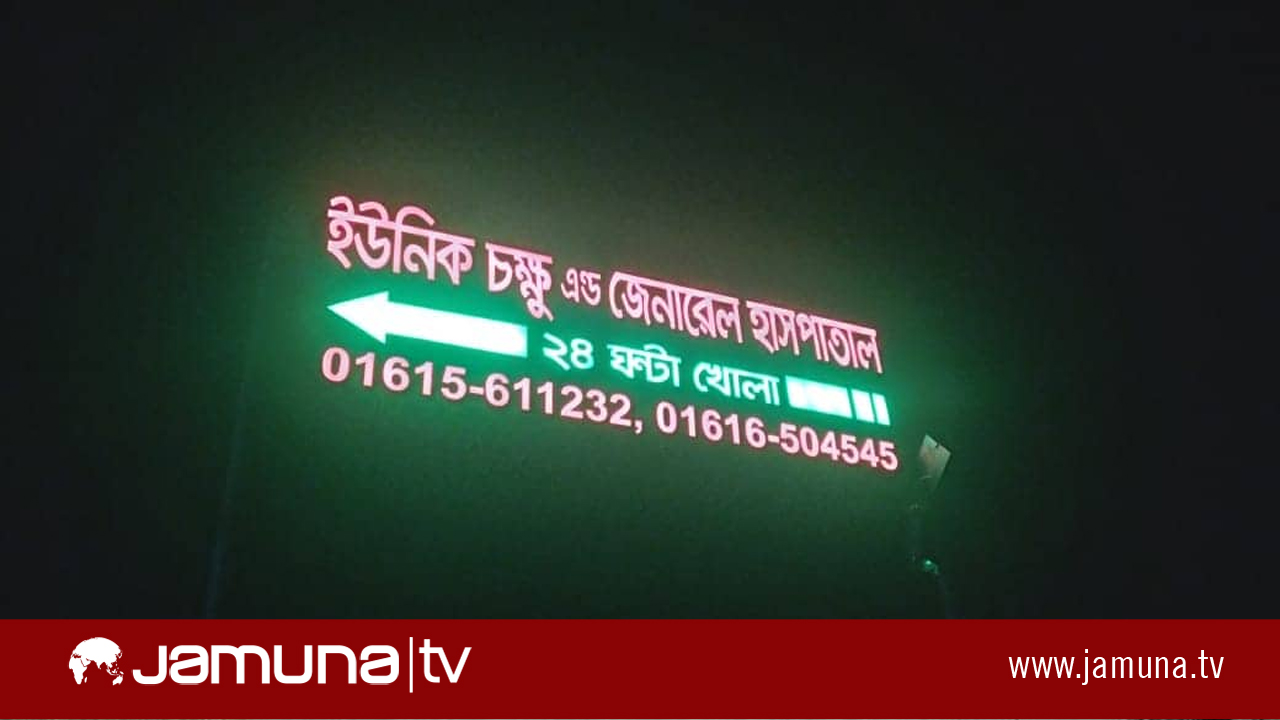 ইউনিক চক্ষু এন্ড জেনারেল হাসপাতাল
২৪ ঘন্টা খোলা
01615-611232, 01616-504545
Jamuna|tv
www.jamuna.tv